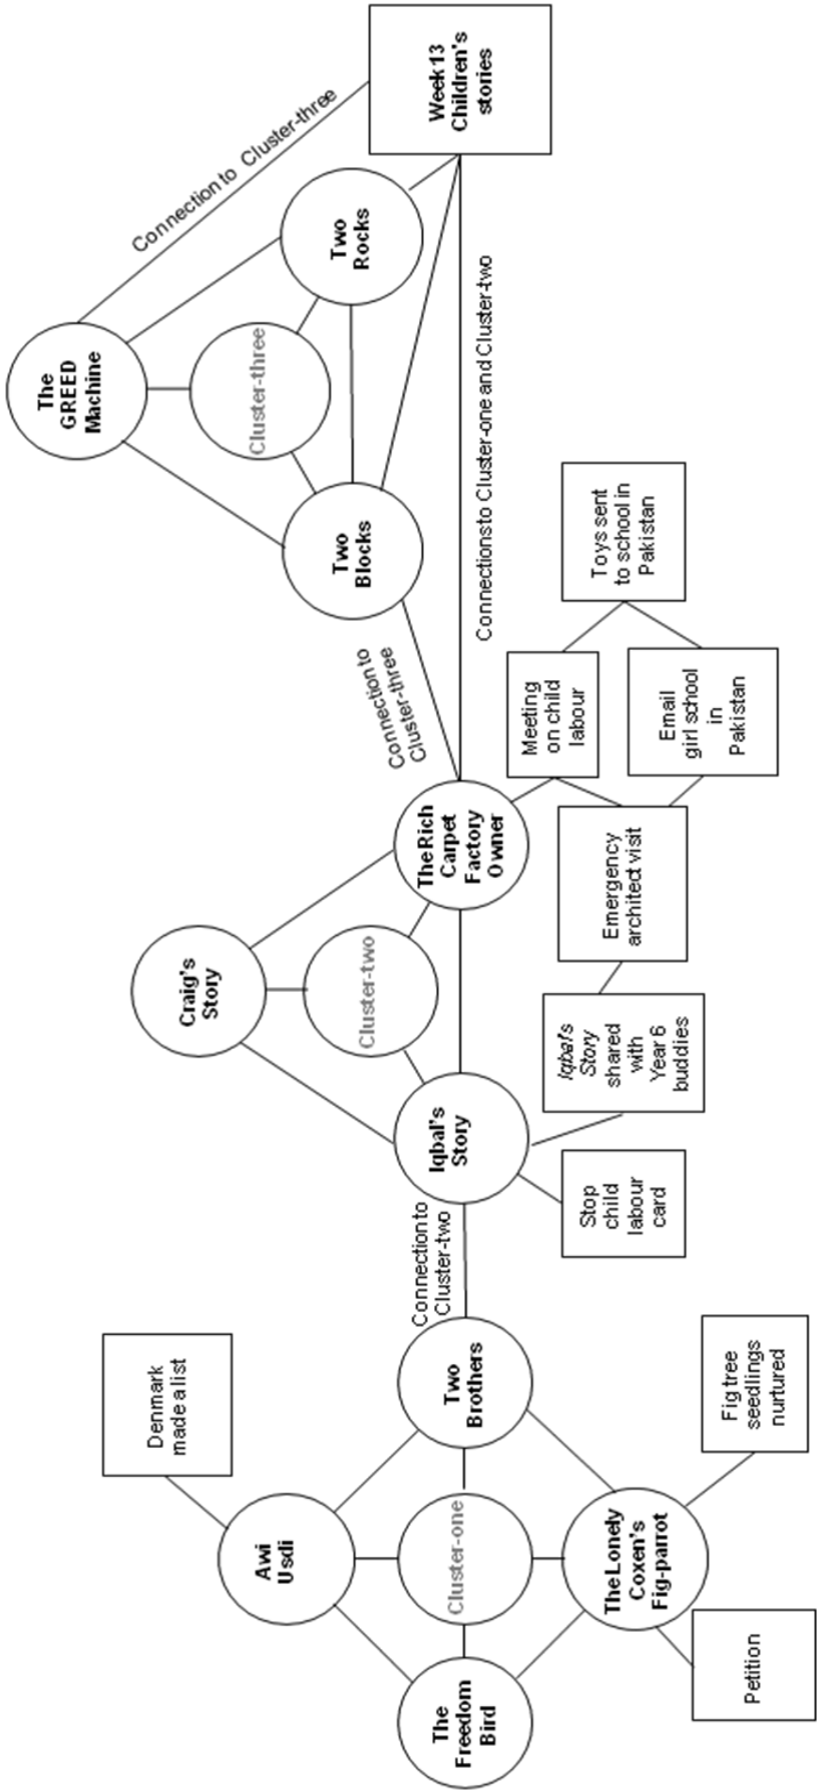 Denmark
made a list
Awi
Usdi
The
Freedom
Bird
Cluster-one
Two
Brothers
The Lonely
Coxen's
Fig-parrot
Petition
Fig tree
seedlings
nurtured
Connection to
Cluster-two
Craig's
Story
Cluster-two
Iqbal's
Story
The Rich
Carpet
Factory
Owner
Stop
child
labour
card
Iqbal's
Story
shared
with
Year 6
buddies
Emergency
architect visit
Meeting
on child
labour
Email
girl school
in
Pakistan
Toys sent
to school in
Pakistan
Connection to
Cluster-three
Connections to Cluster-one and Cluster-two
The
GREED
Machine
Cluster-three
Two
Blocks
Two
Rocks
Connection to Cluster-three
Week 13
Children's
stories